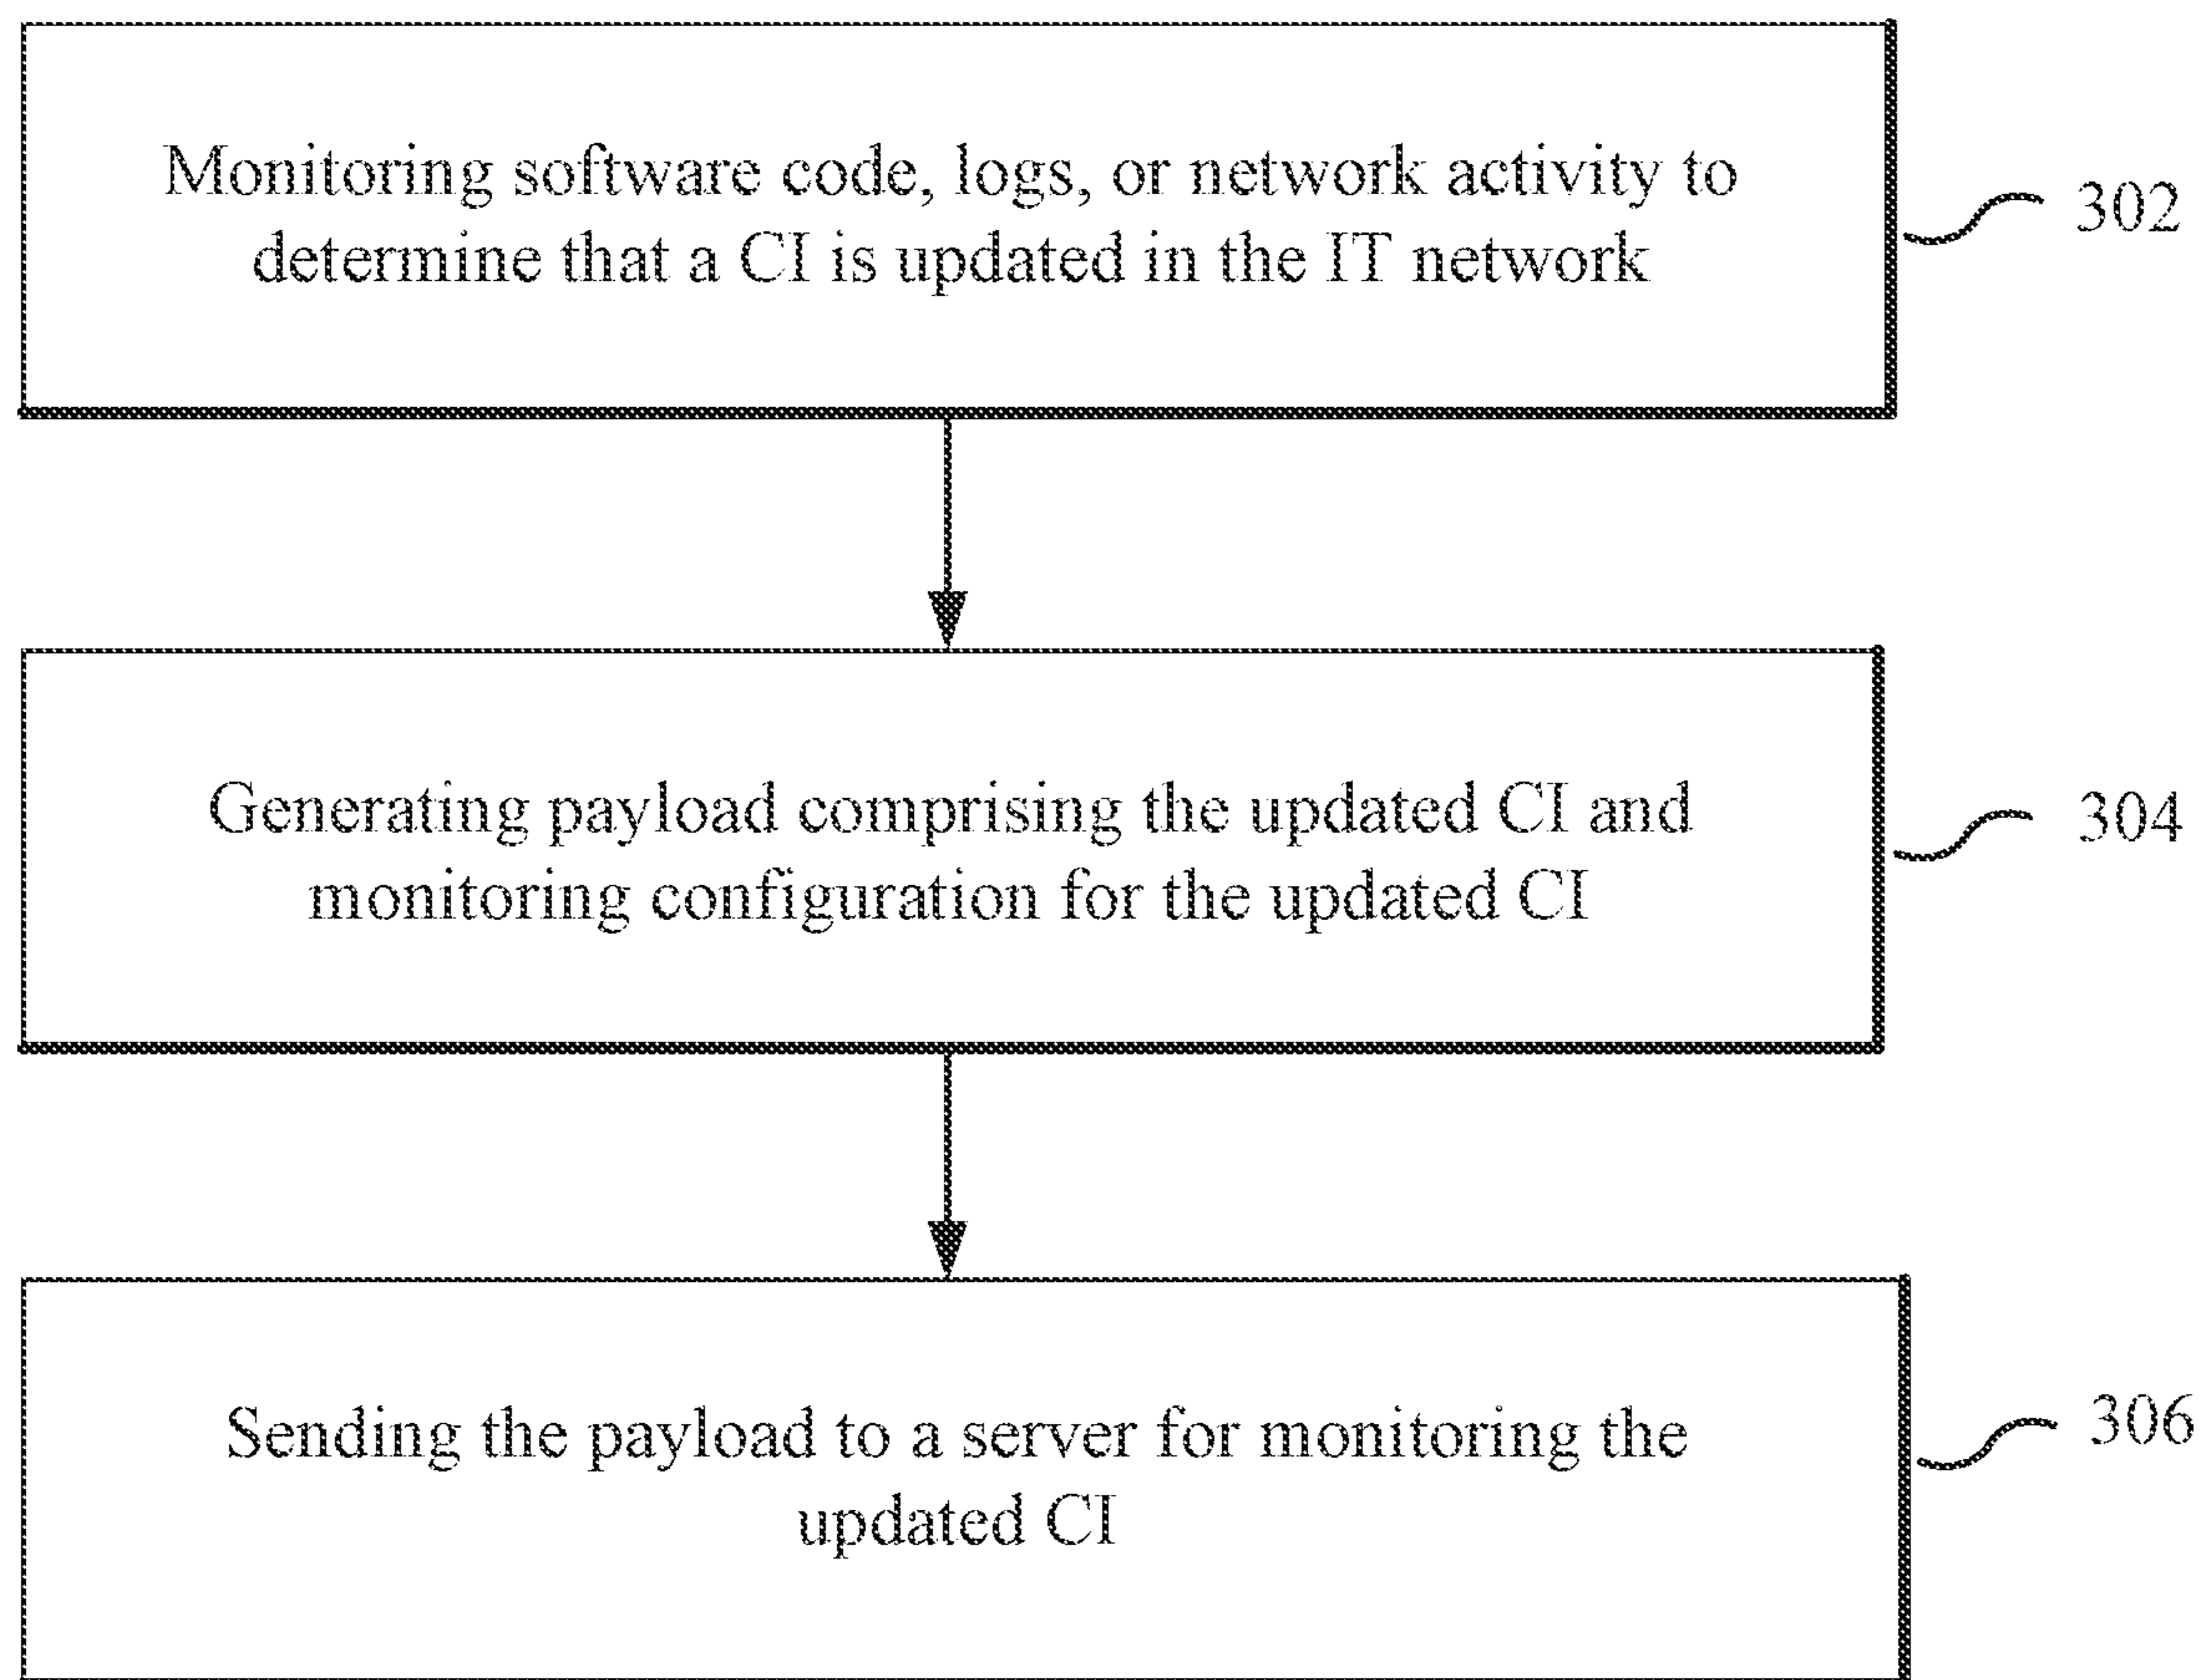 Monitoring software code, logs, or network activity to
determine that a CI is updated in the IT network
302
Generating payload comprising the updated CI and
monitoring configuration for the updated CI
304
Sending the payload to a server for monitoring the
updated CI
306